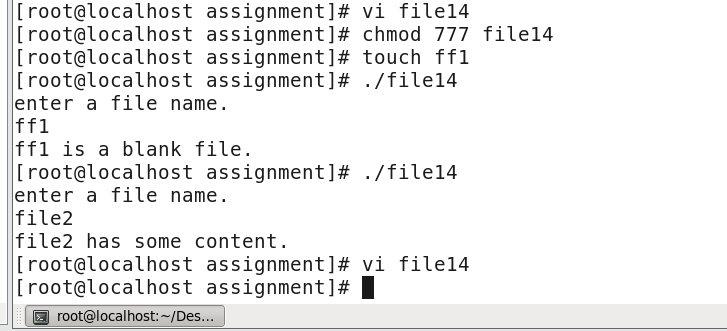 [root@localhost assignment]# vi file14
[root@localhost assignment]# chmod 777 file14
[root@localhost assignment]# touch ff1
[root@localhost assignment]# ./file14
enter a file name.
ff1
ff1 is a blank file.
[root@localhost assignment]# ./file14
enter a file name.
file2
file2 has some content.
[root@localhost assignment]# vi file14
[root@localhost assignment]#
root@localhost:~/Des...